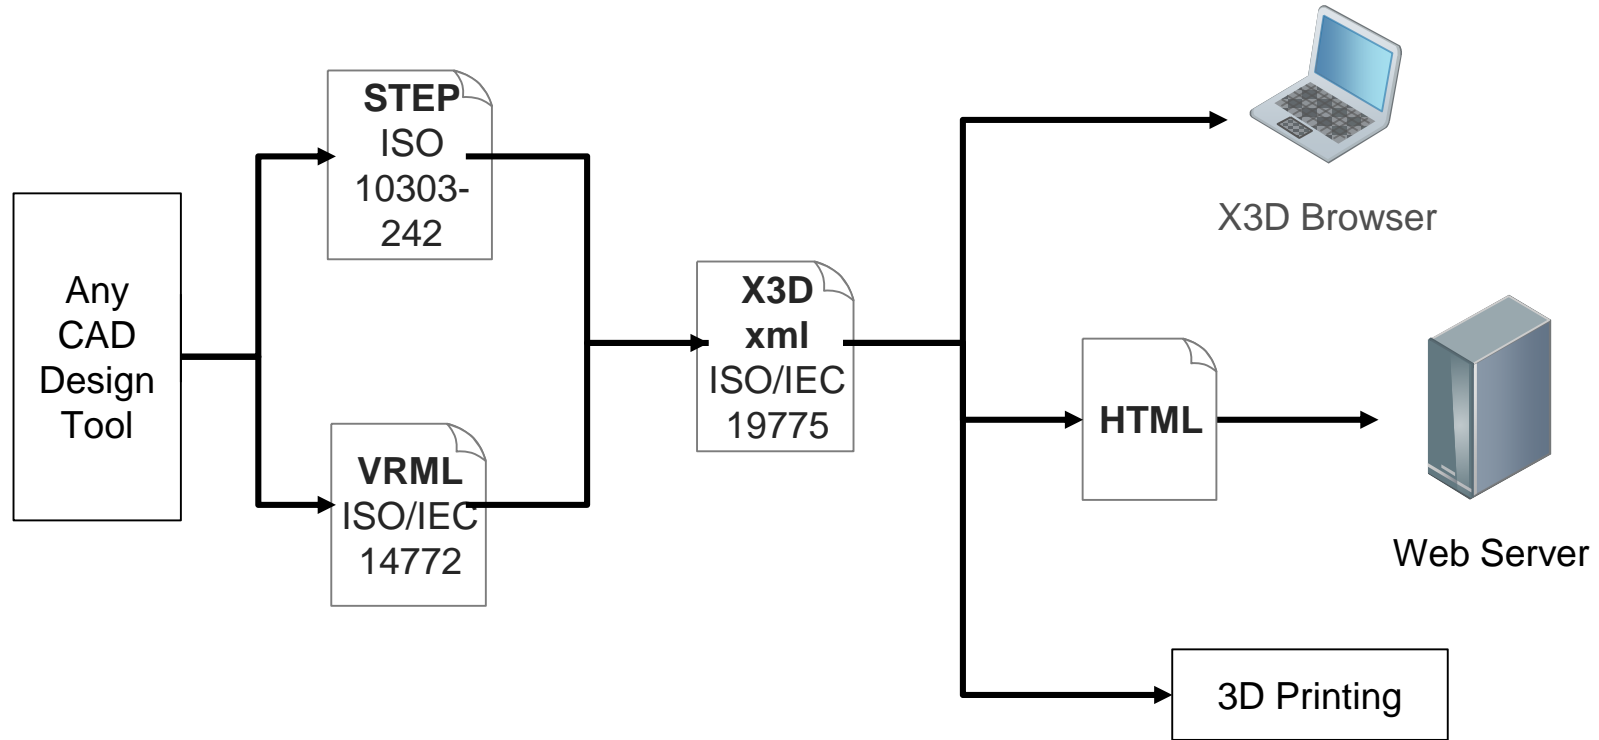 Any
CAD
Design
Tool
STEP
ISO
10303-
242
VRML
ISO/IEC
14772
X3D
xml
ISO/IEC
19775
X3D Browser
HTML
Web Server
3D Printing